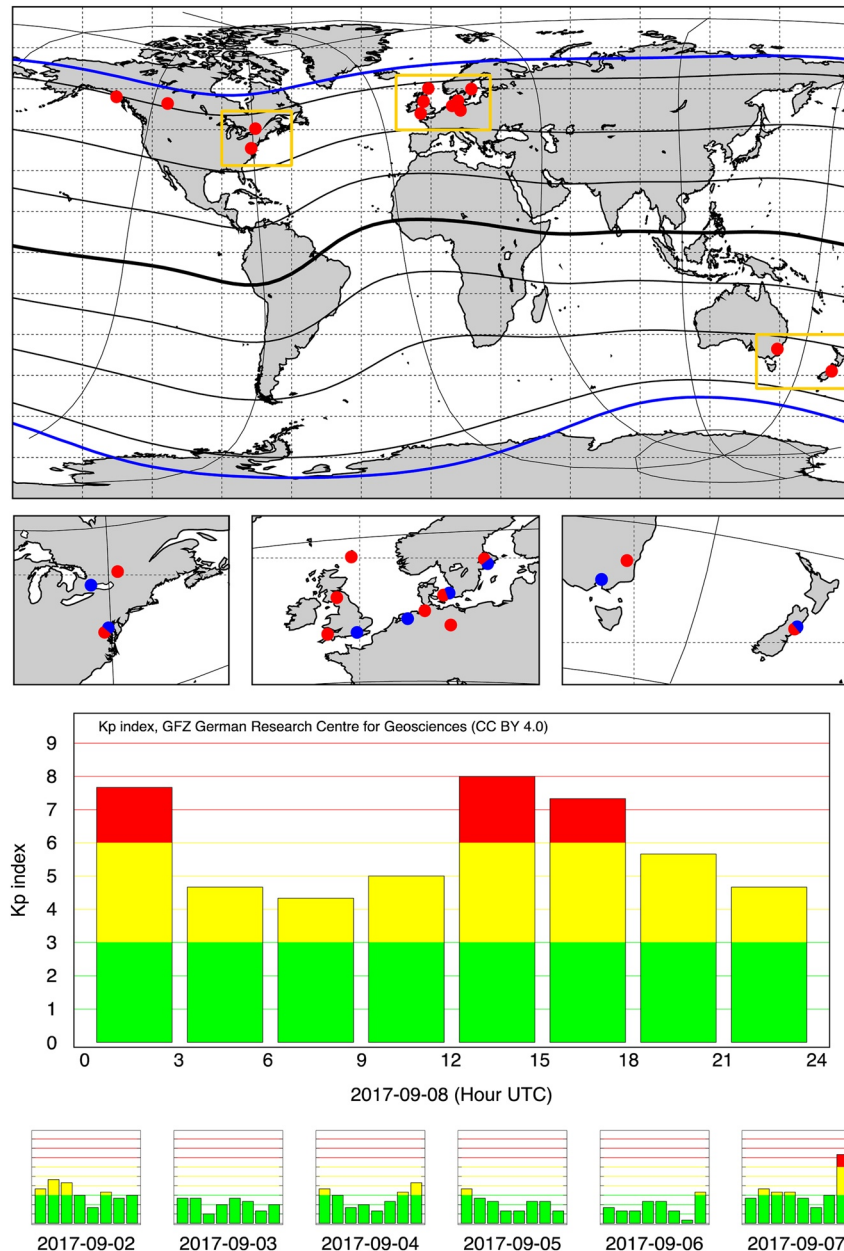 Kp index, GFZ German Research Centre for Geosciences (CC BY 4.0)
9
8
7
6
5
4
3
2
1
0
Kp index
0 3 6 9 12 15 18 21 24
2017-09-08 (Hour UTC)
2017-09-02 2017-09-03 2017-09-04 2017-09-05 2017-09-06 2017-09-07